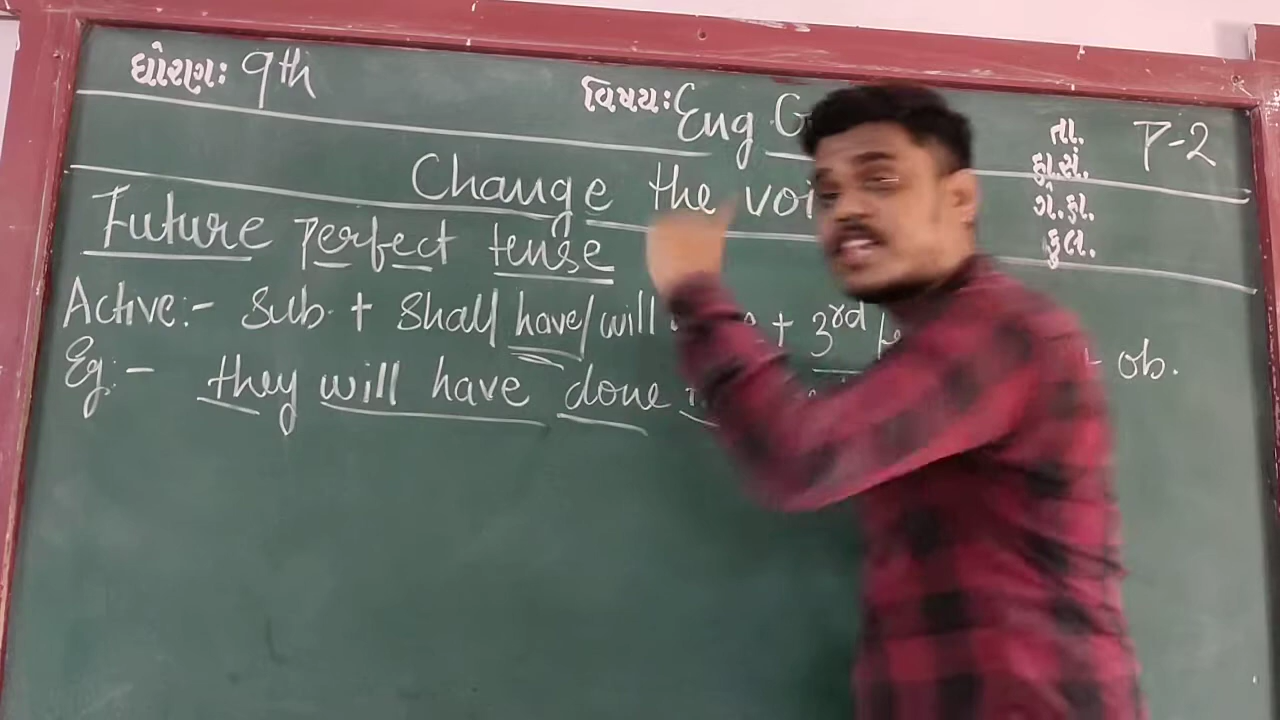 ધોરણ: 9th
વિષય: Eng G
તા. P-2
હા.સં.
ગે.હા.
કુલ.
Change the voi
Future Perfect tense
Active:- Sub. + Shall have/will + 3rd ob.
Eg:- they will have done